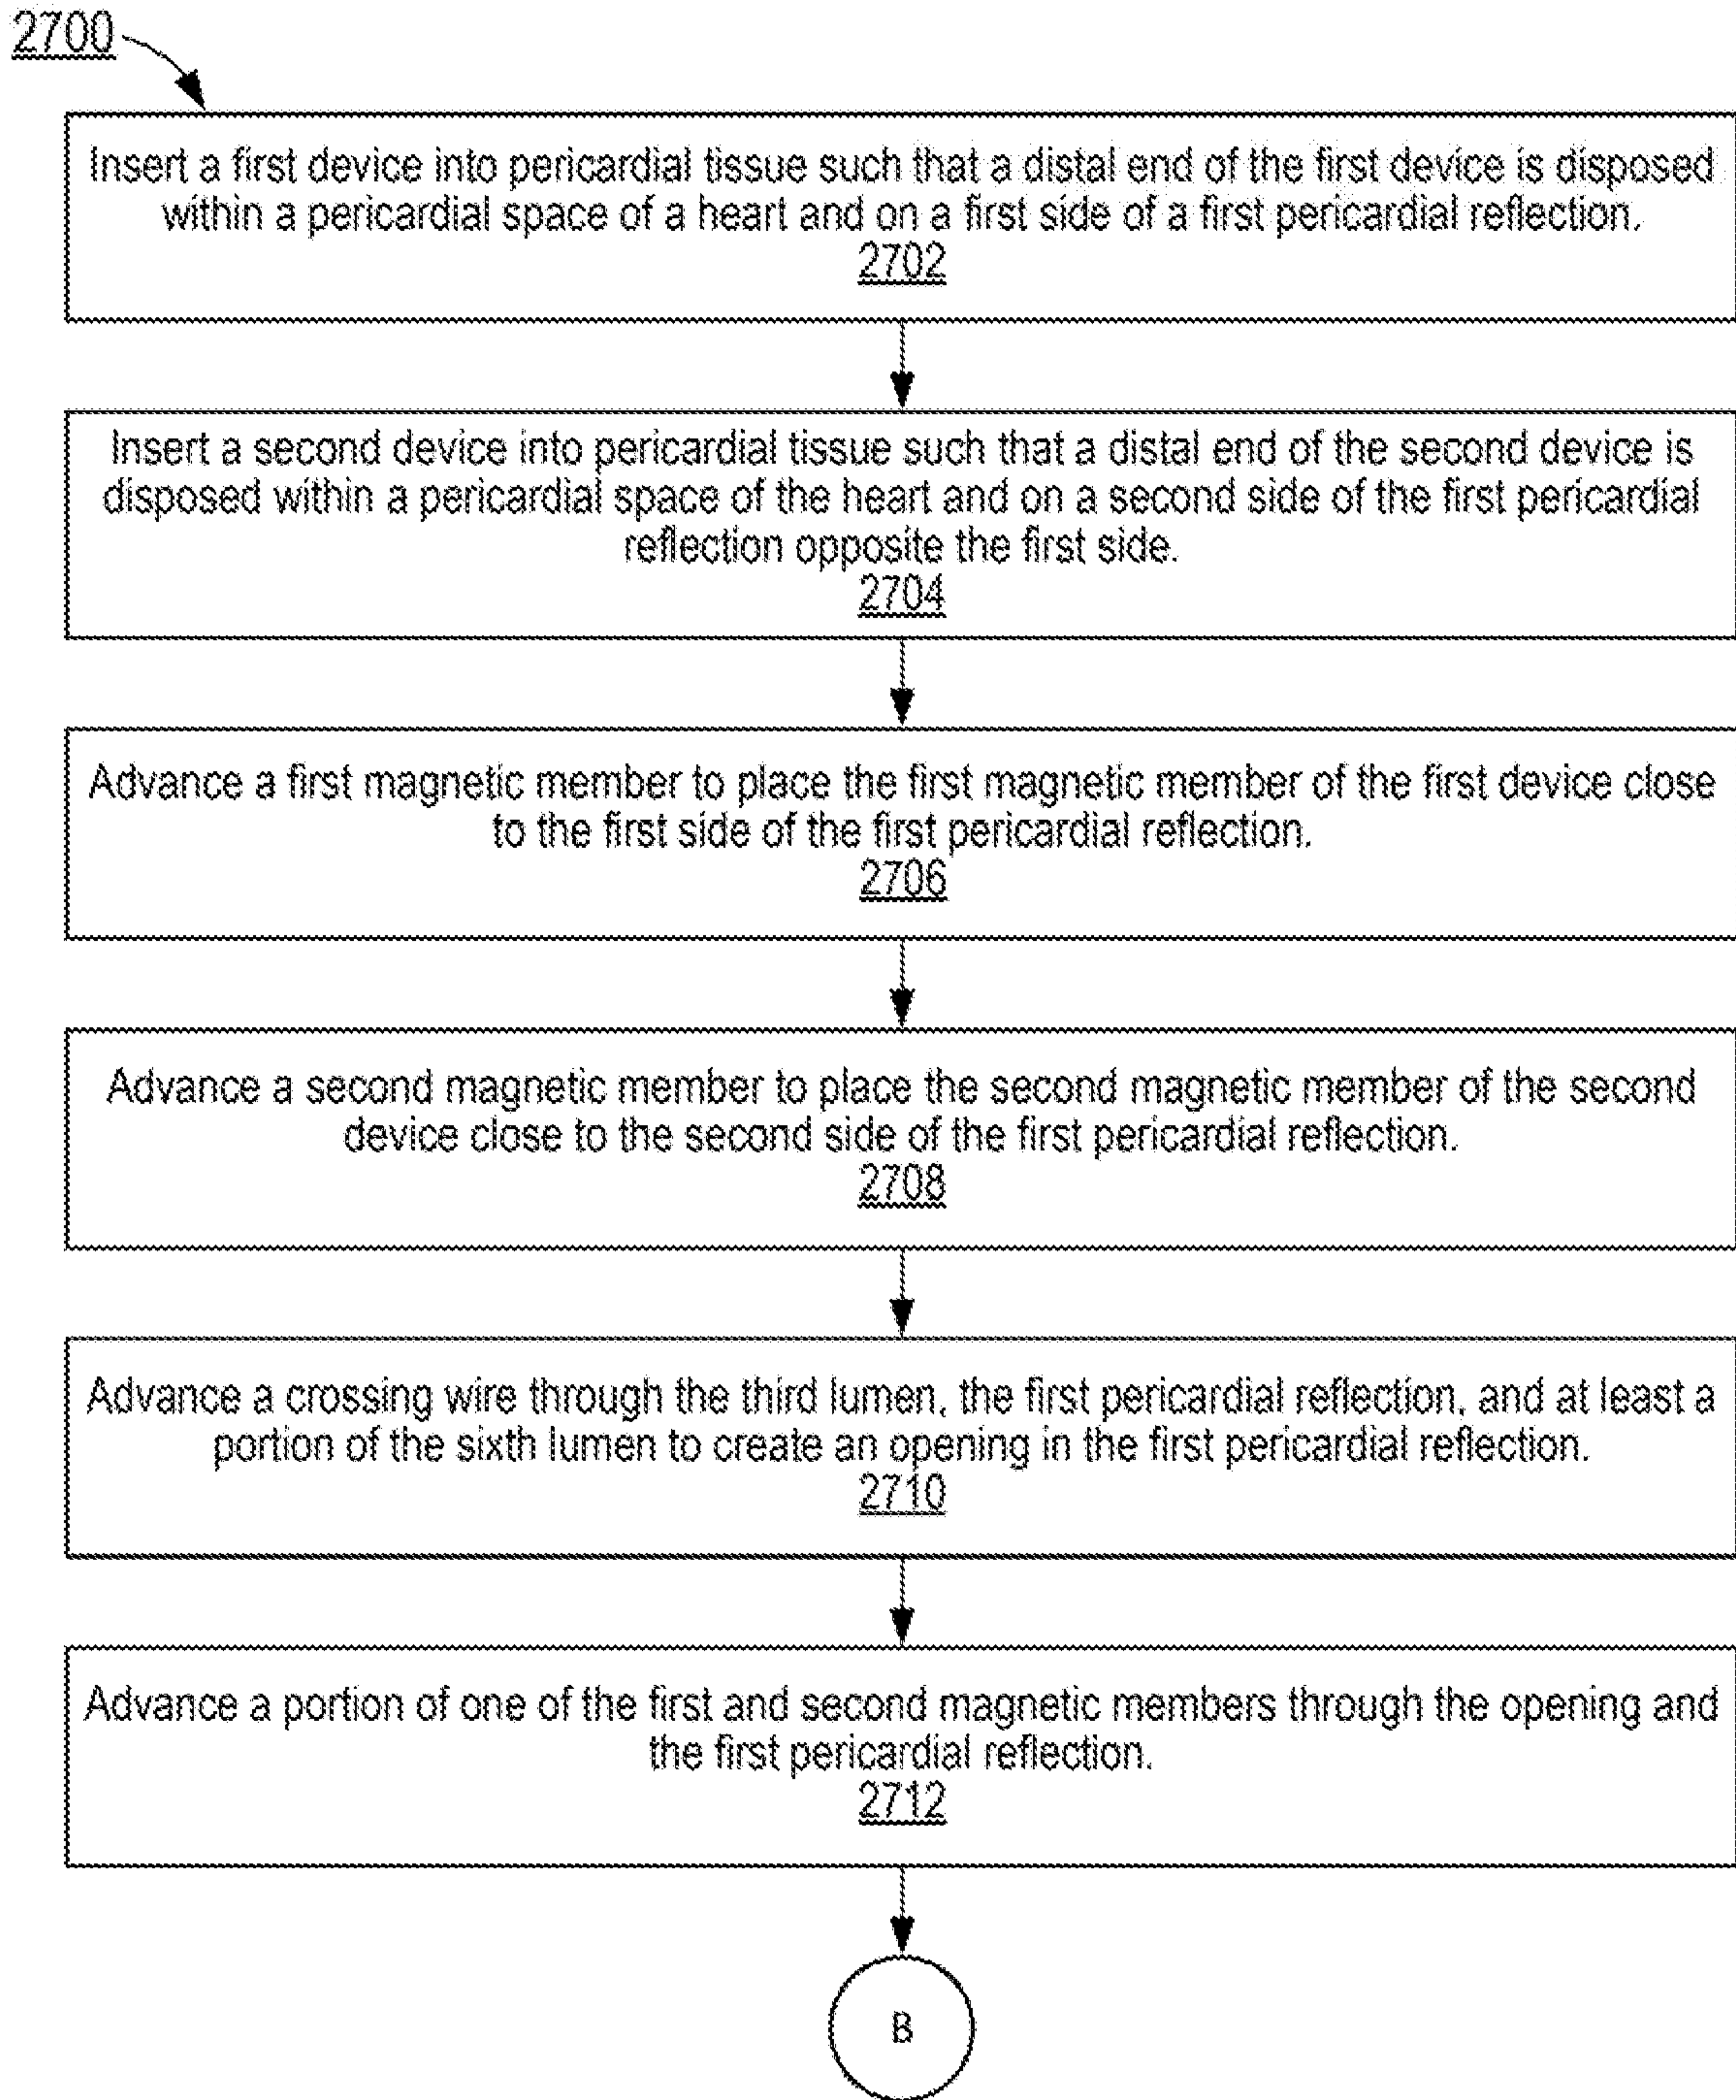 2700
Insert a first device into pericardial tissue such that a distal end of the first device is disposed
within a pericardial space of a heart and on a first side of a first pericardial reflection.
2702
Insert a second device into pericardial tissue such that a distal end of the second device is
disposed within a pericardial space of the heart and on a second side of the first pericardial
reflection opposite the first side.
2704
Advance a first magnetic member to place the first magnetic member of the first device close
to the first side of the first pericardial reflection.
2706
Advance a second magnetic member to place the second magnetic member of the second
device close to the second side of the first pericardial reflection.
2708
Advance a crossing wire through the third lumen, the first pericardial reflection, and at least a
portion of the sixth lumen to create an opening in the first pericardial reflection.
2710
Advance a portion of one of the first and second magnetic members through the opening and
the first pericardial reflection.
2712
B